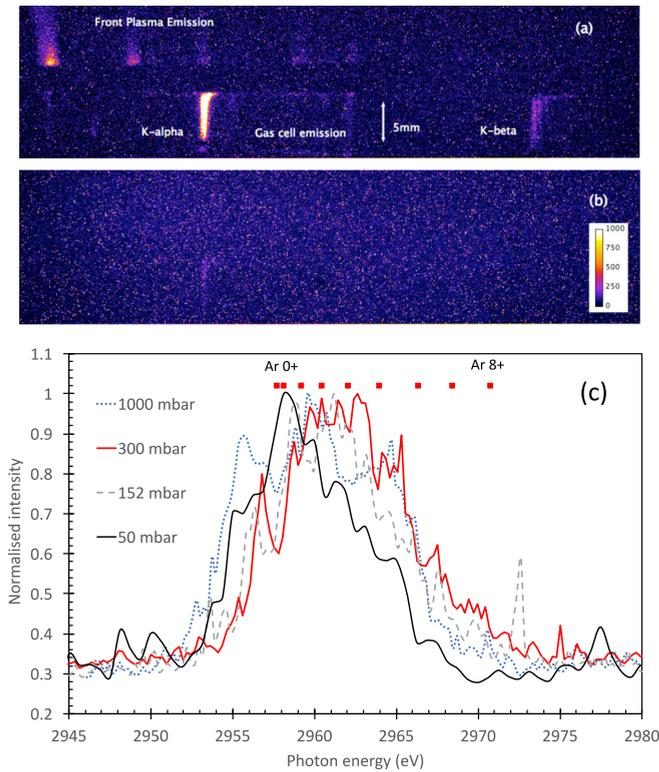 Front Plasma Emission
(a)
K-alpha
Gas cell emission
5mm
K-beta
(b)
1000
750
500
250
0
1.1
1
0.9
0.8
0.7
0.6
0.5
0.4
0.3
0.2
Normalised intensity
Ar 0+
Ar 8+
(c)
1000 mbar
300 mbar
152 mbar
50 mbar
2945
2950
2955
2960
2965
2970
2975
2980
Photon energy (eV)